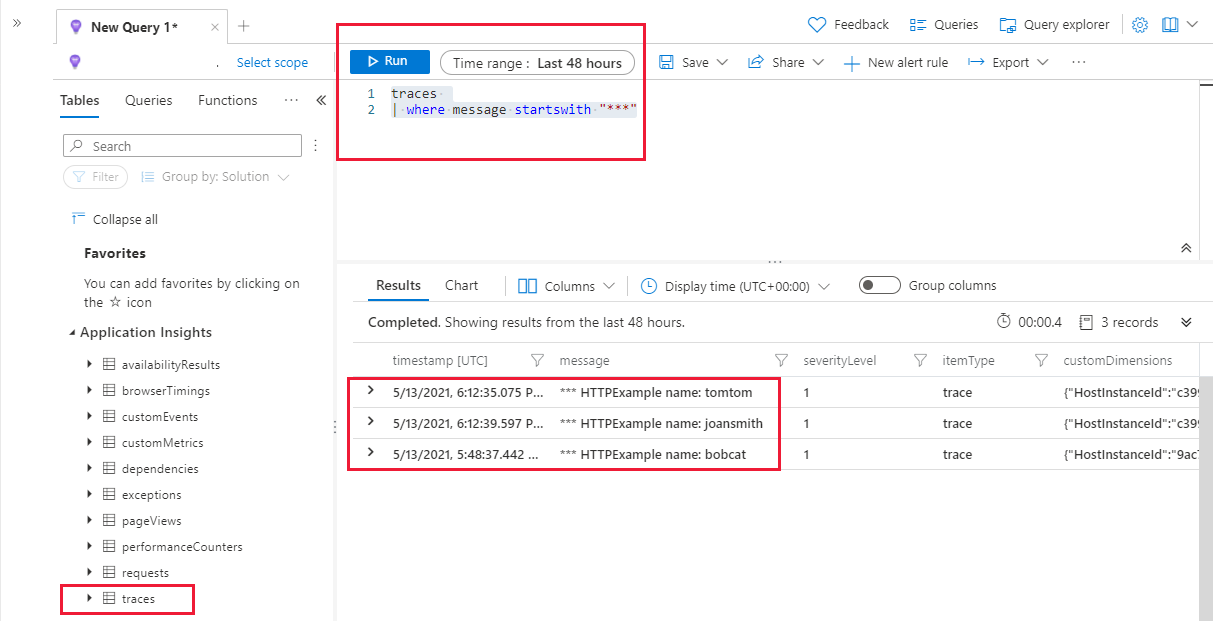 New Query 1*
Feedback
Queries
Query explorer
Select scope
Run
Time range : Last 48 hours
Save
Share
New alert rule
Export
Tables
Queries
Functions
1 traces
2 | where message startswith "***"
Search
Filter
Group by: Solution
Collapse all
Favorites
You can add favorites by clicking on
the ☆ icon
Application Insights
availabilityResults
browserTimings
customEvents
customMetrics
dependencies
exceptions
pageViews
performanceCounters
requests
traces
Results
Chart
Columns
Display time (UTC+00:00)
Group columns
Completed. Showing results from the last 48 hours.
00:00.4
3 records
timestamp [UTC] message severityLevel itemType customDimensions
5/13/2021, 6:12:35.075 P... *** HTTPExample name: tomtom 1 trace {"HostInstanceId":"c399
5/13/2021, 6:12:39.597 P... *** HTTPExample name: joansmith 1 trace {"HostInstanceId":"c399
5/13/2021, 5:48:37.442 ... *** HTTPExample name: bobcat 1 trace {"HostInstanceId":"9ac7